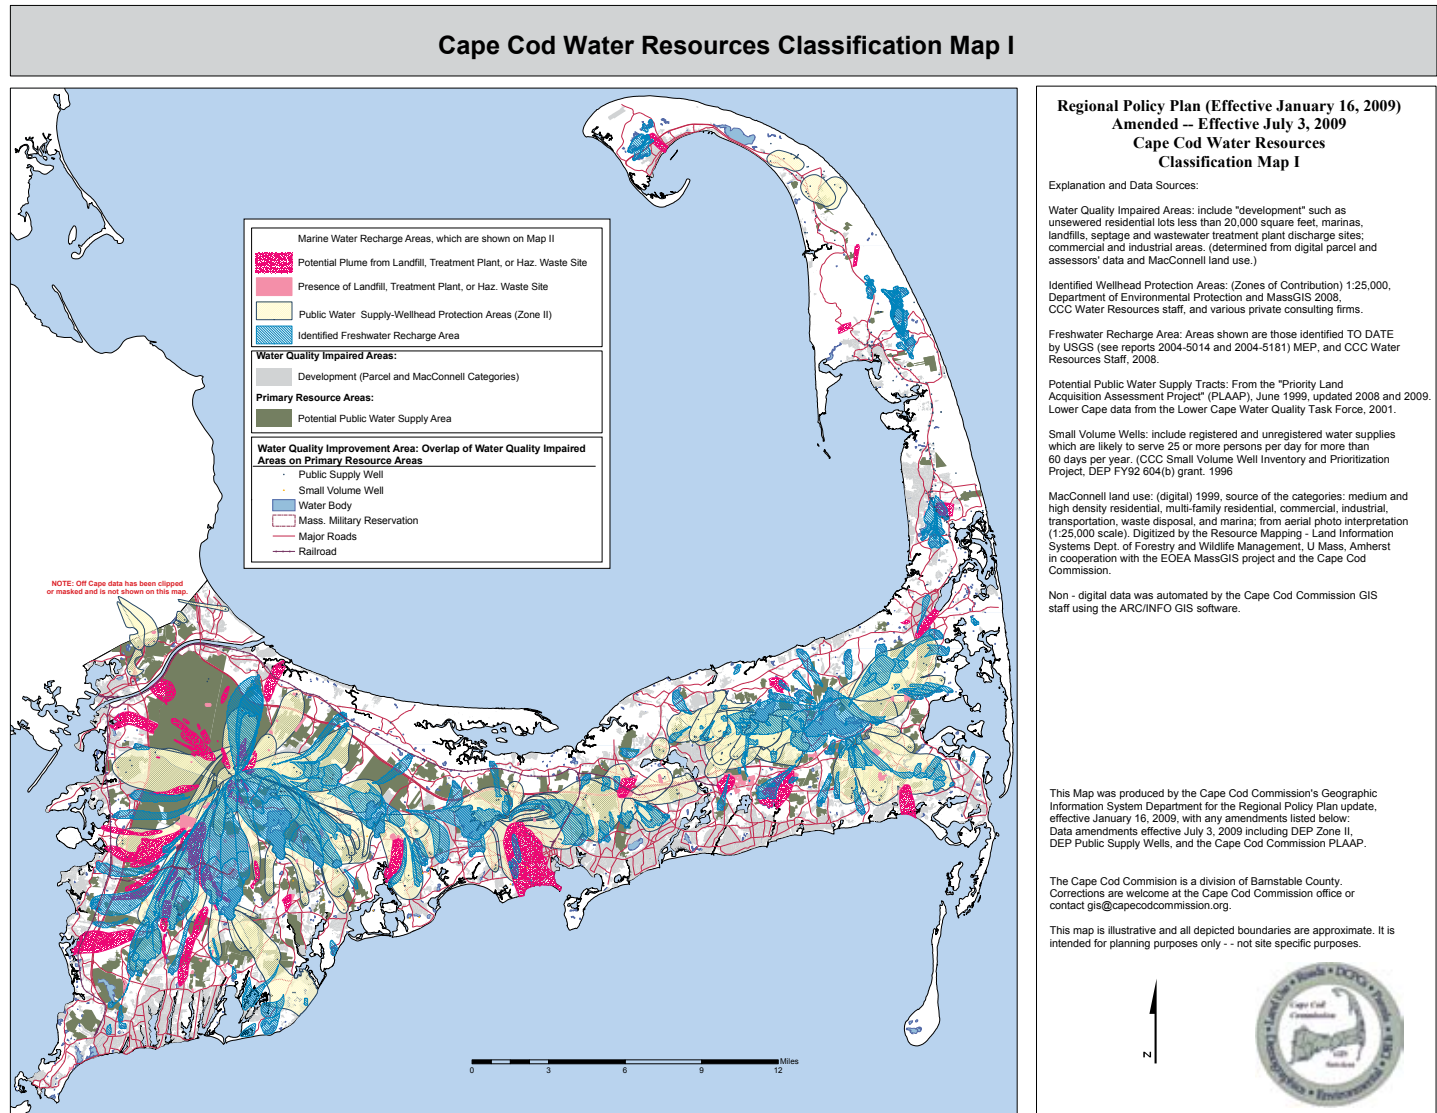 Cape Cod Water Resources Classification Map I
Marine Water Recharge Areas, which are shown on Map II
Potential Plume from Landfill, Treatment Plant, or Haz. Waste Site
Presence of Landfill, Treatment Plant, or Haz. Waste Site
Public Water Supply-Wellhead Protection Areas (Zone II)
Identified Freshwater Recharge Area
Water Quality Impaired Areas:
Development (Parcel and MacConnell Categories)
Primary Resource Areas:
Potential Public Water Supply Area
Water Quality Improvement Area: Overlap of Water Quality Impaired
Areas on Primary Resource Areas
Public Supply Well
Small Volume Well
Water Body
Mass. Military Reservation
Major Roads
Railroad
NOTE: Off Cape data has been clipped
or masked and is not shown on this map.
0 3 6 9 12
Miles
Regional Policy Plan (Effective January 16, 2009)
Amended -- Effective July 3, 2009
Cape Cod Water Resources
Classification Map I
Explanation and Data Sources:
Water Quality Impaired Areas: include "development" such as
unsewered residential lots less than 20,000 square feet, marinas,
landfills, septage and wastewater treatment plant discharge sites;
commercial and industrial areas. (determined from digital parcel and
assessors' data and MacConnell land use.)
Identified Wellhead Protection Areas: (Zones of Contribution) 1:25,000,
Department of Environmental Protection and MassGIS 2008,
CCC Water Resources staff, and various private consulting firms.
Freshwater Recharge Area: Areas shown are those identified TO DATE
by USGS (see reports 2004-5014 and 2004-5181) MEP, and CCC Water
Resources Staff, 2008.
Potential Public Water Supply Tracts: From the "Priority Land
Acquisition Assessment Project" (PLAAP), June 1999, updated 2008 and 2009.
Lower Cape data from the Lower Cape Water Quality Task Force, 2001.
Small Volume Wells: include registered and unregistered water supplies
which are likely to serve 25 or more persons per day for more than
60 days per year. (CCC Small Volume Well Inventory and Prioritization
Project, DEP FY92 604(b) grant. 1996
MacConnell land use: (digital) 1999, source of the categories: medium and
high density residential, multi-family residential, commercial, industrial,
transportation, waste disposal, and marina; from aerial photo interpretation
(1:25,000 scale). Digitized by the Resource Mapping - Land Information
Systems Dept. of Forestry and Wildlife Management, U Mass, Amherst
in cooperation with the EOEA MassGIS project and the Cape Cod
Commission.
Non - digital data was automated by the Cape Cod Commission GIS
staff using the ARC/INFO GIS software.
This Map was produced by the Cape Cod Commission's Geographic
Information System Department for the Regional Policy Plan update,
effective January 16, 2009, with any amendments listed below:
Data amendments effective July 3, 2009 including DEP Zone II,
DEP Public Supply Wells, and the Cape Cod Commission PLAAP.
The Cape Cod Commision is a division of Barnstable County.
Corrections are welcome at the Cape Cod Commission office or
contact gis@capecodcommission.org.
This map is illustrative and all depicted boundaries are approximate. It is
intended for planning purposes only - - not site specific purposes.
N
Land Use • Roads • DCPCs •
Environmental
Demographics
Cape Cod
Commission